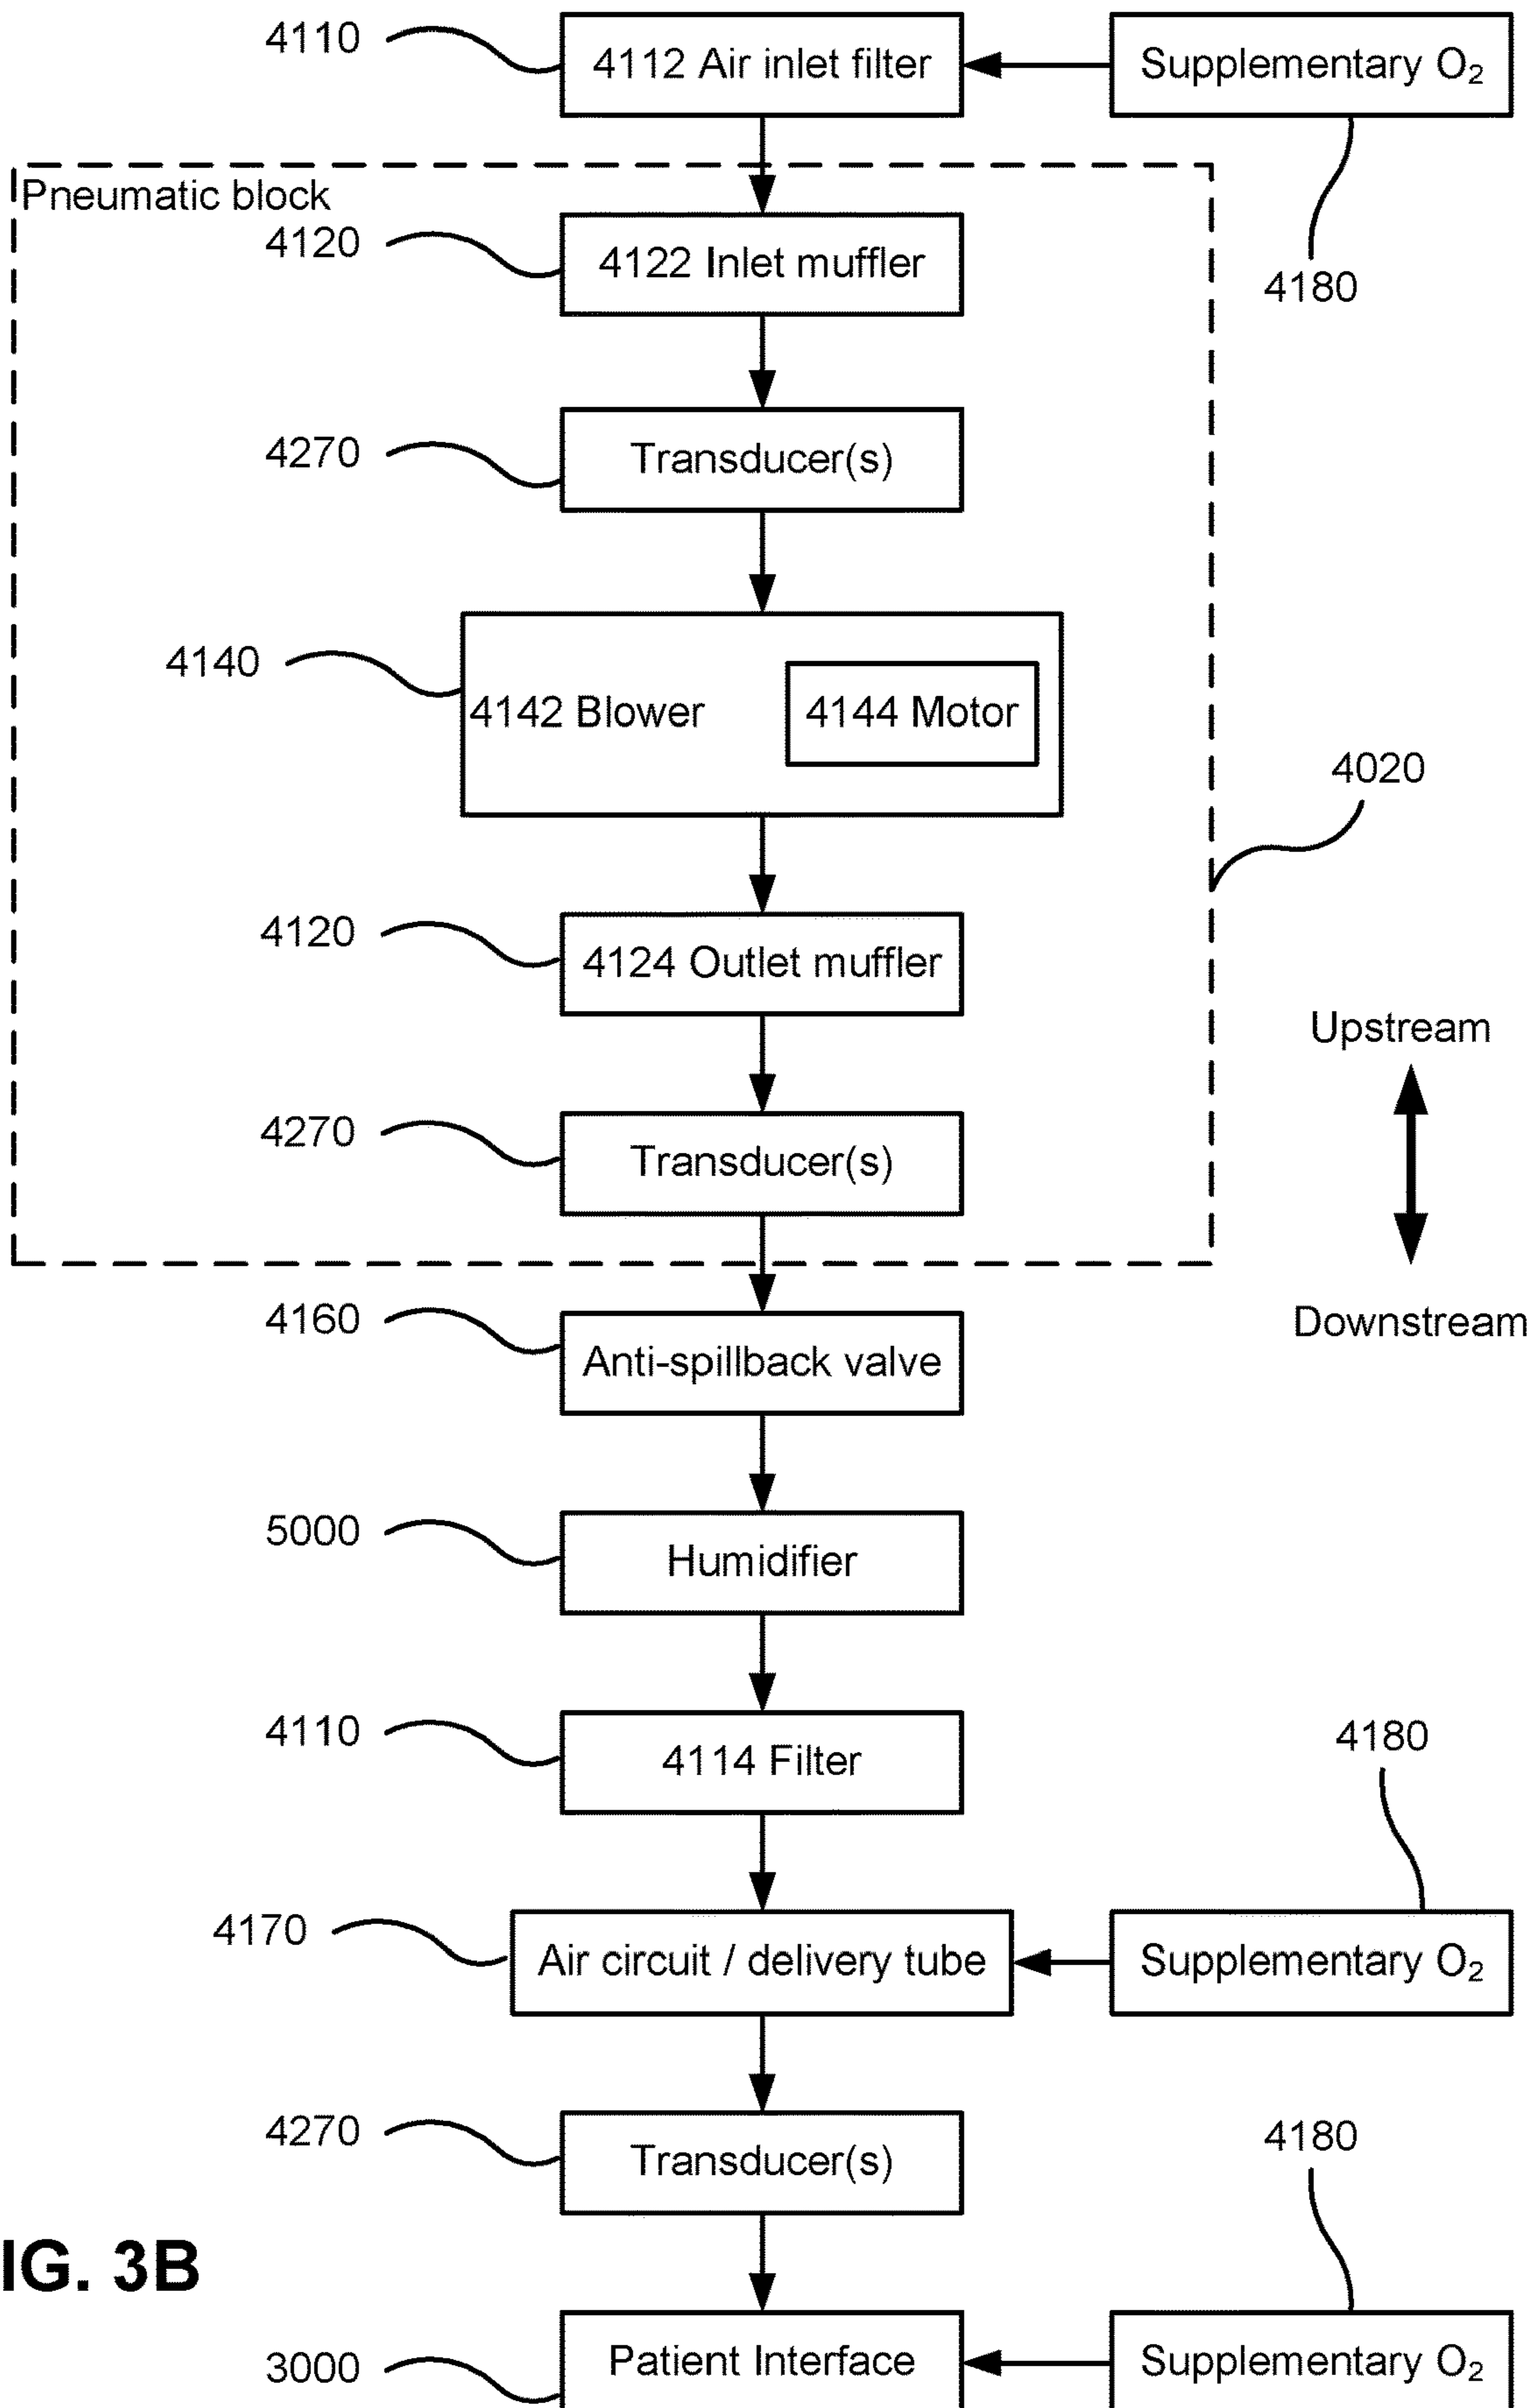 4110
4112 Air inlet filter
Supplementary O₂
Pneumatic block
4120
4122 Inlet muffler
4180
4270
Transducer(s)
4140
4142 Blower
4144 Motor
4020
4120
4124 Outlet muffler
Upstream
4270
Transducer(s)
4160
Anti-spillback valve
Downstream
5000
Humidifier
4110
4114 Filter
4180
4170
Air circuit / delivery tube
Supplementary O₂
4270
Transducer(s)
4180
IG. 3B
3000
Patient Interface
Supplementary O₂